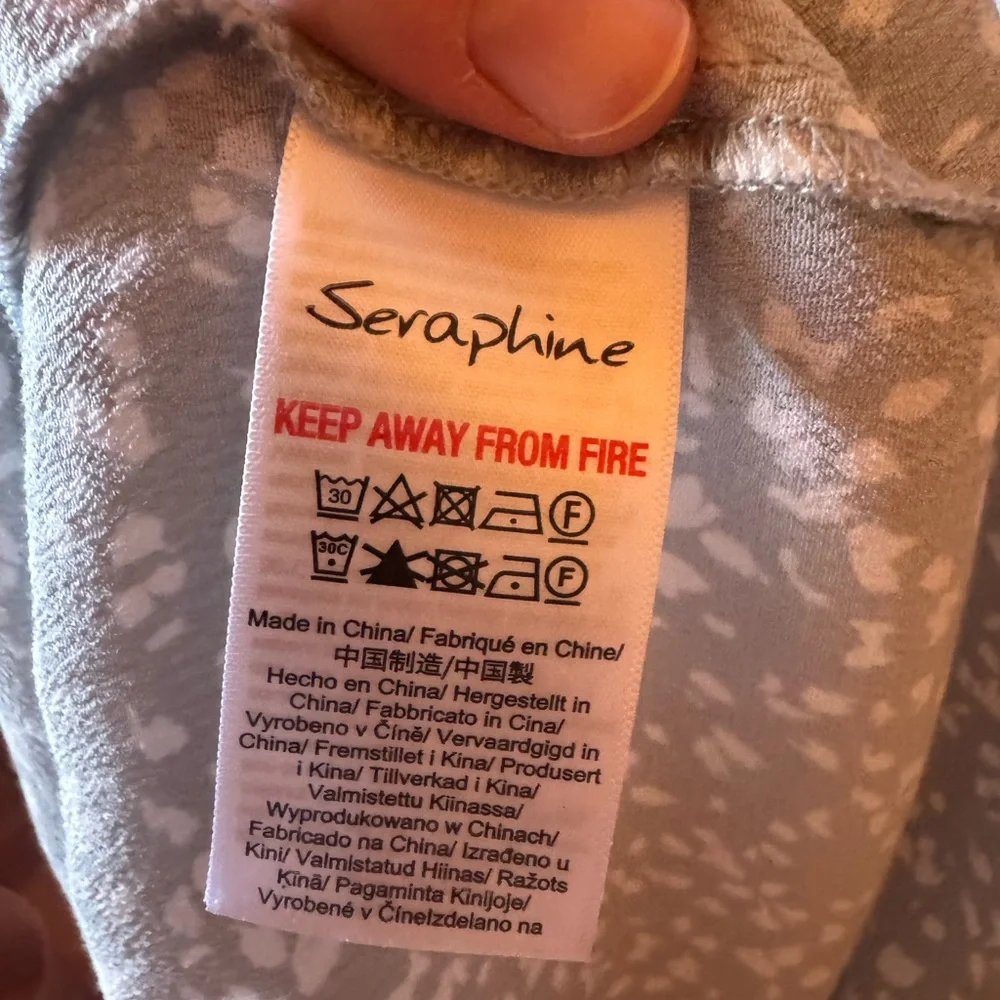 Seraphine
KEEP AWAY FROM FIRE
30 F
30C F
Made in China/ Fabriqué en Chine/
中国制造/中国製
Hecho en China/ Hergestellt in
China/ Fabbricato in Cina/
Vyrobeno v Číně/ Vervaardgigd in
China/ Fremstillet i Kina/ Produsert
i Kina/ Tillverkad i Kina/
Valmistettu Kiinassa/
Wyprodukowano w Chinach/
Fabricado na China/ Izrađeno u
Kini/ Valmistatud Hiinas/ Ražots
Ķīnā/ Pagaminta Kinijoje/
Vyrobené v ČíneIzdelano na